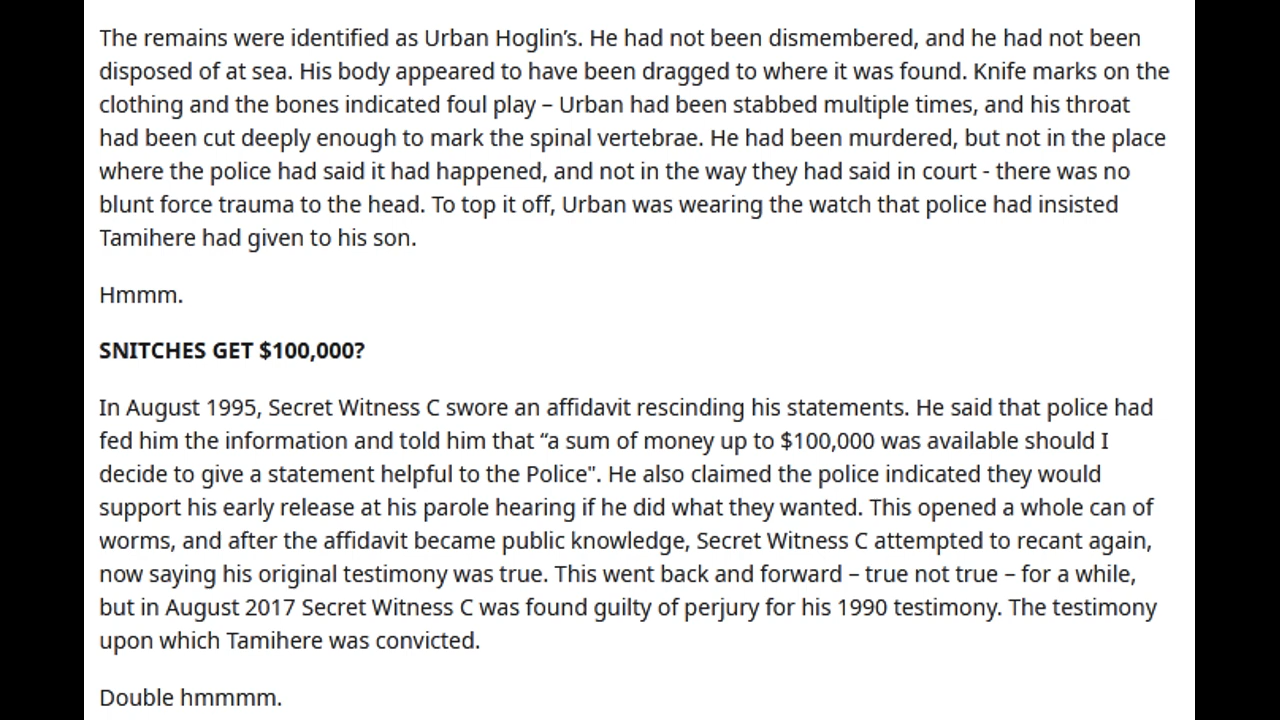 The remains were identified as Urban Hoglin’s. He had not been dismembered, and he had not been
disposed of at sea. His body appeared to have been dragged to where it was found. Knife marks on the
clothing and the bones indicated foul play – Urban had been stabbed multiple times, and his throat
had been cut deeply enough to mark the spinal vertebrae. He had been murdered, but not in the place
where the police had said it had happened, and not in the way they had said in court - there was no
blunt force trauma to the head. To top it off, Urban was wearing the watch that police had insisted
Tamihere had given to his son.
Hmmm.
SNITCHES GET $100,000?
In August 1995, Secret Witness C swore an affidavit rescinding his statements. He said that police had
fed him the information and told him that “a sum of money up to $100,000 was available should I
decide to give a statement helpful to the Police". He also claimed the police indicated they would
support his early release at his parole hearing if he did what they wanted. This opened a whole can of
worms, and after the affidavit became public knowledge, Secret Witness C attempted to recant again,
now saying his original testimony was true. This went back and forward – true not true – for a while,
but in August 2017 Secret Witness C was found guilty of perjury for his 1990 testimony. The testimony
upon which Tamihere was convicted.
Double hmmmm.